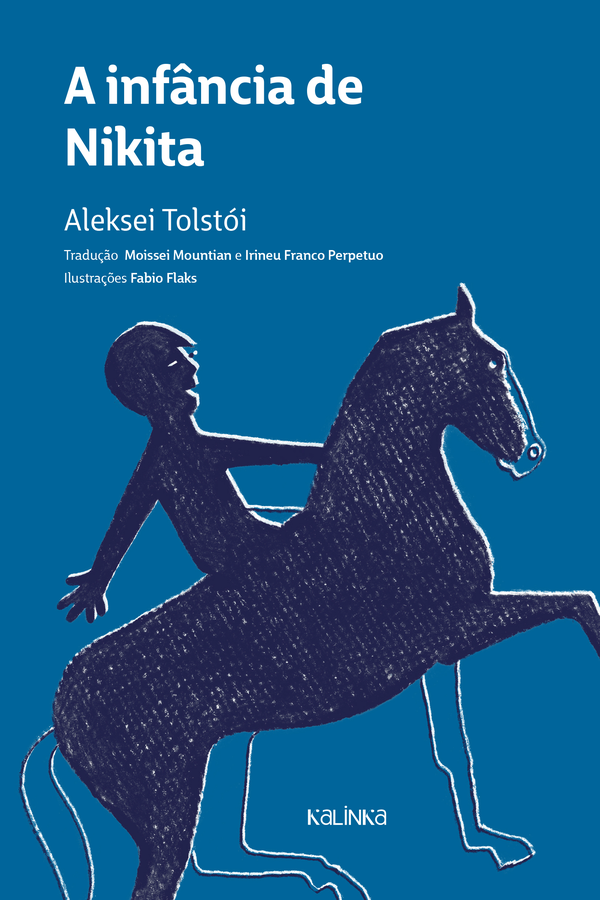 A infância de
Nikita
Aleksei Tolstói
Tradução Moissei Mountian e Irineu Franco Perpetuo
Ilustrações Fabio Flaks
KALINKA